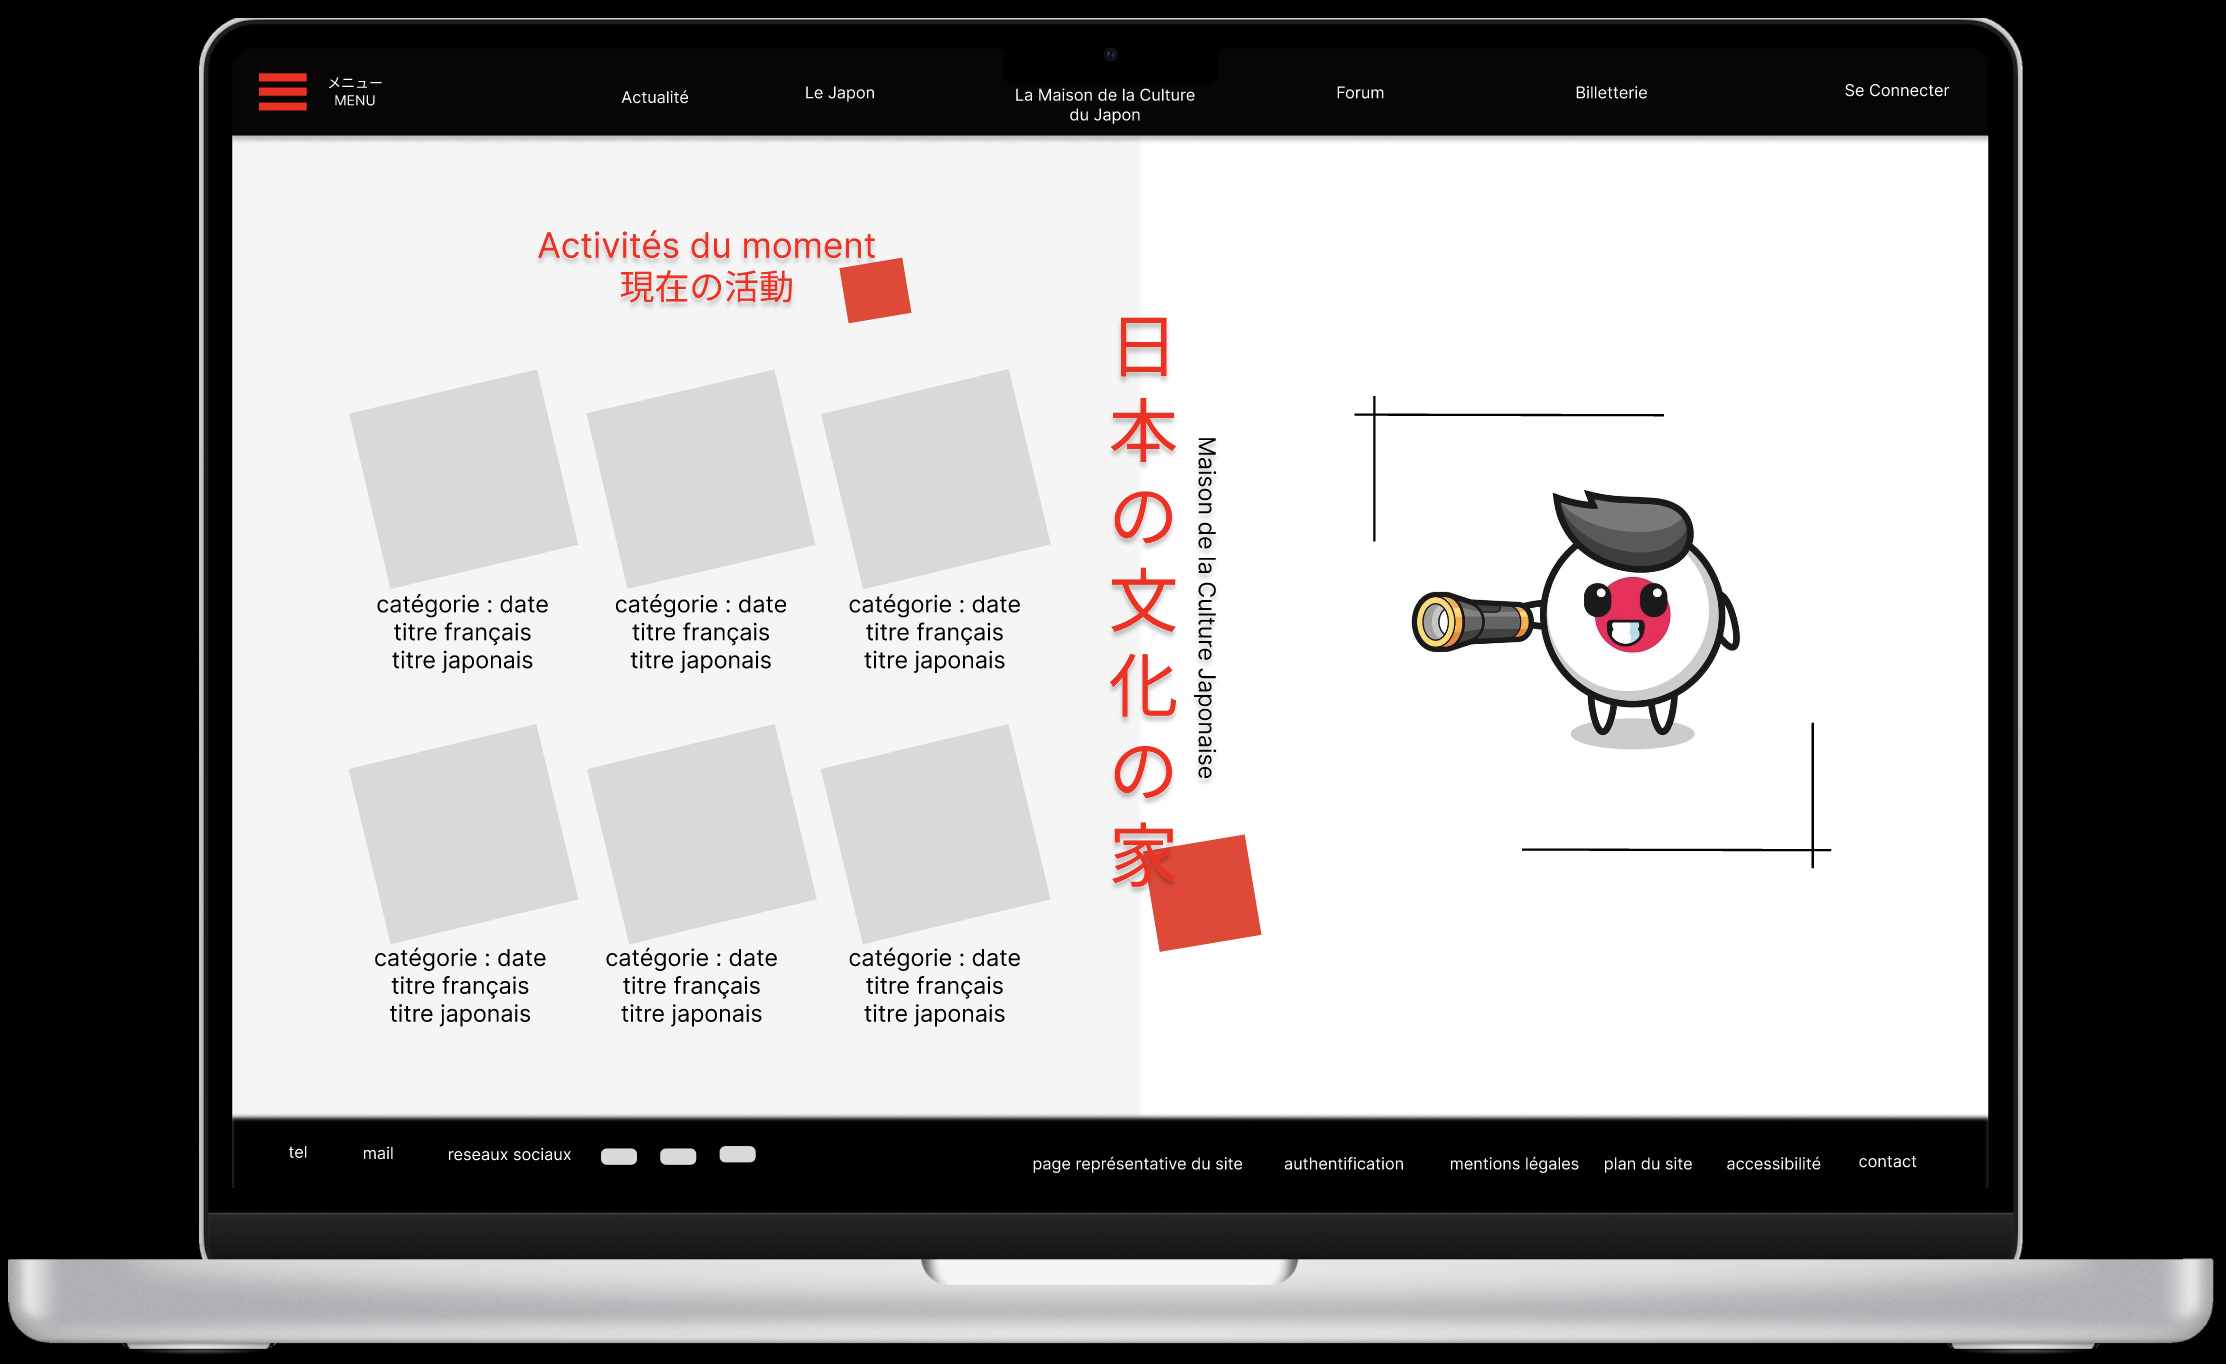 メニュー
MENU
Actualité
Le Japon
La Maison de la Culture
du Japon
Forum
Billetterie
Se Connecter
Activités du moment
現在の活動
catégorie : date
titre français
titre japonais
catégorie : date
titre français
titre japonais
catégorie : date
titre français
titre japonais
catégorie : date
titre français
titre japonais
catégorie : date
titre français
titre japonais
catégorie : date
titre français
titre japonais
日本の文化の家
Maison de la Culture Japonaise
tel
mail
reseaux sociaux
page représentative du site
authentification
mentions légales
plan du site
accessibilité
contact